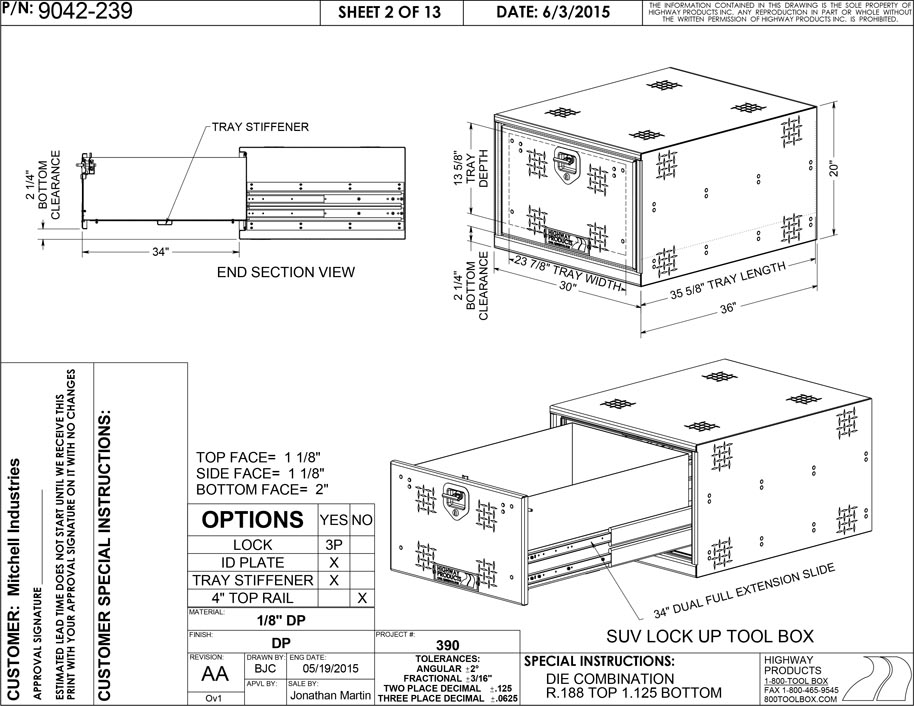 P/N: 9042-239
SHEET 2 OF 13
DATE: 6/3/2015
THE INFORMATION CONTAINED IN THIS DRAWING IS THE SOLE PROPERTY OF
HIGHWAY PRODUCTS INC. ANY REPRODUCTION IN PART OR WHOLE WITHOUT
THE WRITTEN PERMISSION OF HIGHWAY PRODUCTS INC. IS PROHIBITED.
TRAY STIFFENER
2 1/4"
BOTTOM
CLEARANCE
34"
END SECTION VIEW
13 5/8"
TRAY
DEPTH
20"
2 1/4"
BOTTOM
CLEARANCE
HIGHWAY
PRODUCTS
23 7/8" TRAY WIDTH
30"
35 5/8" TRAY LENGTH
36"
CUSTOMER: Mitchell Industries
APPROVAL SIGNATURE
ESTIMATED LEAD TIME DOES NOT START UNTIL WE RECEIVE THIS
PRINT WITH YOUR APPROVAL SIGNATURE ON IT WITH NO CHANGES
CUSTOMER SPECIAL INSTRUCTIONS:
TOP FACE= 1 1/8"
SIDE FACE= 1 1/8"
BOTTOM FACE= 2"
OPTIONS YES NO
LOCK 3P
ID PLATE X
TRAY STIFFENER X
4" TOP RAIL X
MATERIAL:
1/8" DP
FINISH:
DP
PROJECT #:
390
REVISION:
AA
Ov1
DRAWN BY:
BJC
ENG DATE:
05/19/2015
APVL BY:
SALE BY:
Jonathan Martin
TOLERANCES:
ANGULAR ±2°
FRACTIONAL ±3/16"
TWO PLACE DECIMAL ±.125
THREE PLACE DECIMAL ±.0625
HIGHWAY
PRODUCTS
34" DUAL FULL EXTENSION SLIDE
SUV LOCK UP TOOL BOX
SPECIAL INSTRUCTIONS:
DIE COMBINATION
R.188 TOP 1.125 BOTTOM
HIGHWAY
PRODUCTS
1-800-TOOL BOX
FAX 1-800-465-9545
800TOOLBOX.COM